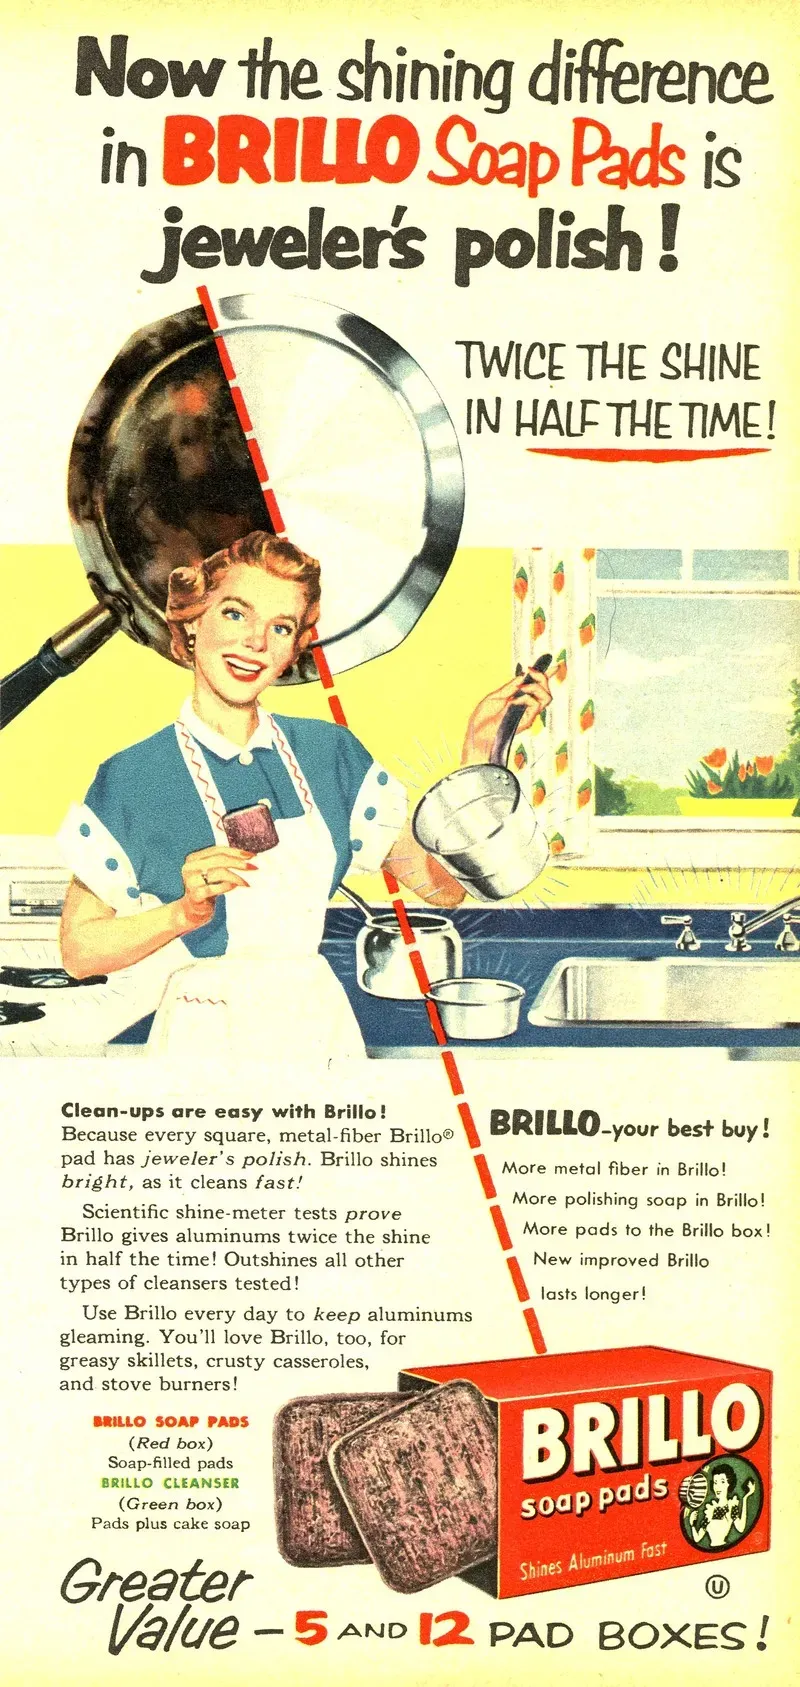 Now the shining difference
in BRILLO Soap Pads is
jeweler's polish!
TWICE THE SHINE
IN HALF THE TIME!
Clean-ups are easy with Brillo!
Because every square, metal-fiber Brillo®
pad has jeweler's polish. Brillo shines
bright, as it cleans fast!
Scientific shine-meter tests prove
Brillo gives aluminums twice the shine
in half the time! Outshines all other
types of cleansers tested!
Use Brillo every day to keep aluminums
gleaming. You'll love Brillo, too, for
greasy skillets, crusty casseroles,
and stove burners!
BRILLO SOAP PADS
(Red box)
Soap-filled pads
BRILLO CLEANSER
(Green box)
Pads plus cake soap
BRILLO–your best buy!
More metal fiber in Brillo!
More polishing soap in Brillo!
More pads to the Brillo box!
New improved Brillo
lasts longer!
BRILLO
soap pads
Shines Aluminum Fast
U
Greater
Value – 5 AND 12 PAD BOXES!